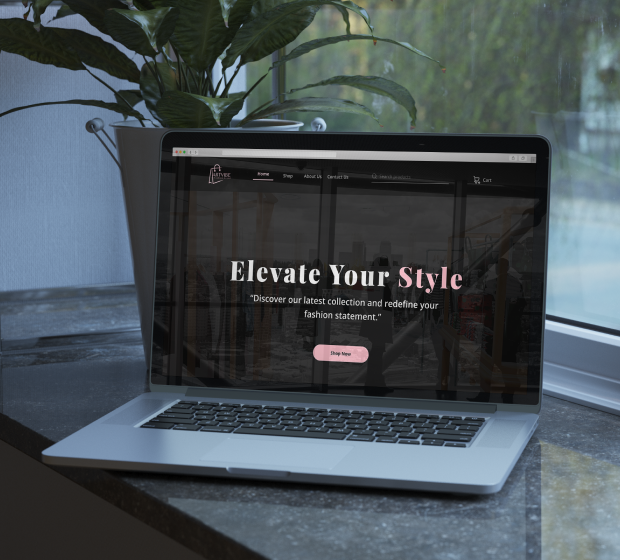 Home Shop About Us Contact Us Cart
Elevate Your Style
“Discover our latest collection and redefine your
fashion statement.”
Shop Now